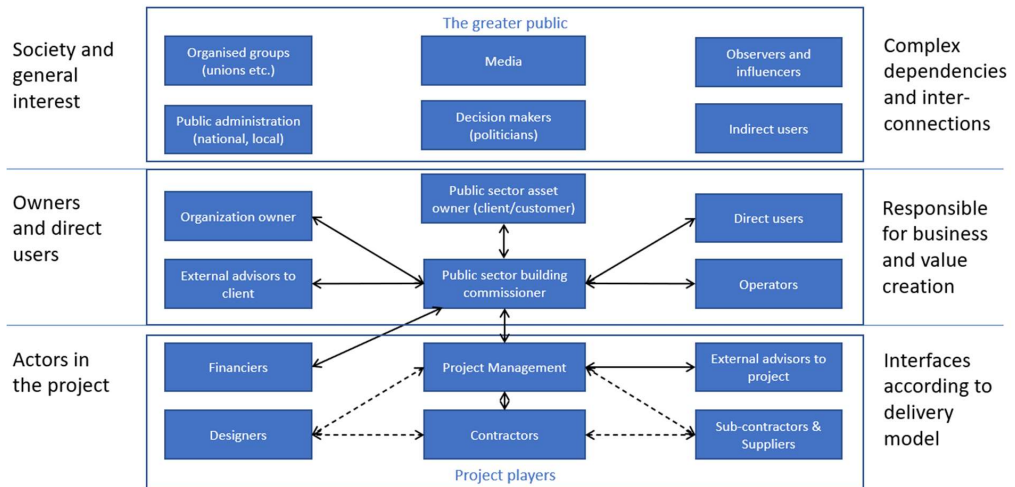 Society and
general
interest
The greater public
Organised groups
(unions etc.)
Media
Observers and
influencers
Public administration
(national, local)
Decision makers
(politicians)
Indirect users
Complex
dependencies
and inter-
connections
Owners
and direct
users
Public sector asset
owner (client/customer)
Organization owner
Direct users
External advisors to
client
Public sector building
commissioner
Operators
Responsible
for business
and value
creation
Actors in
the project
Financiers
Project Management
External advisors to
project
Designers
Contractors
Sub-contractors &
Suppliers
Project players
Interfaces
according to
delivery
model